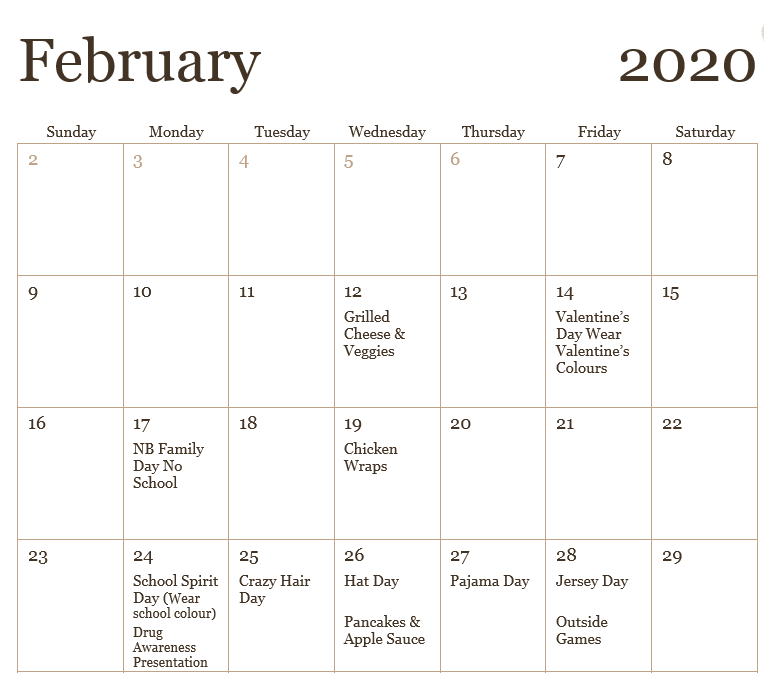 February 2020
Sunday Monday Tuesday Wednesday Thursday Friday Saturday
2 3 4 5 6 7 8
9 10 11 12 13 14 15
Grilled
Cheese &
Veggies
Valentine's
Day Wear
Valentine's
Colours
16 17 18 19 20 21 22
NB Family
Day No
School
Chicken
Wraps
23 24 25 26 27 28 29
School Spirit
Day (Wear
school colour)
Drug
Awareness
Presentation
Crazy Hair
Day
Hat Day
Pancakes &
Apple Sauce
Pajama Day
Jersey Day
Outside
Games